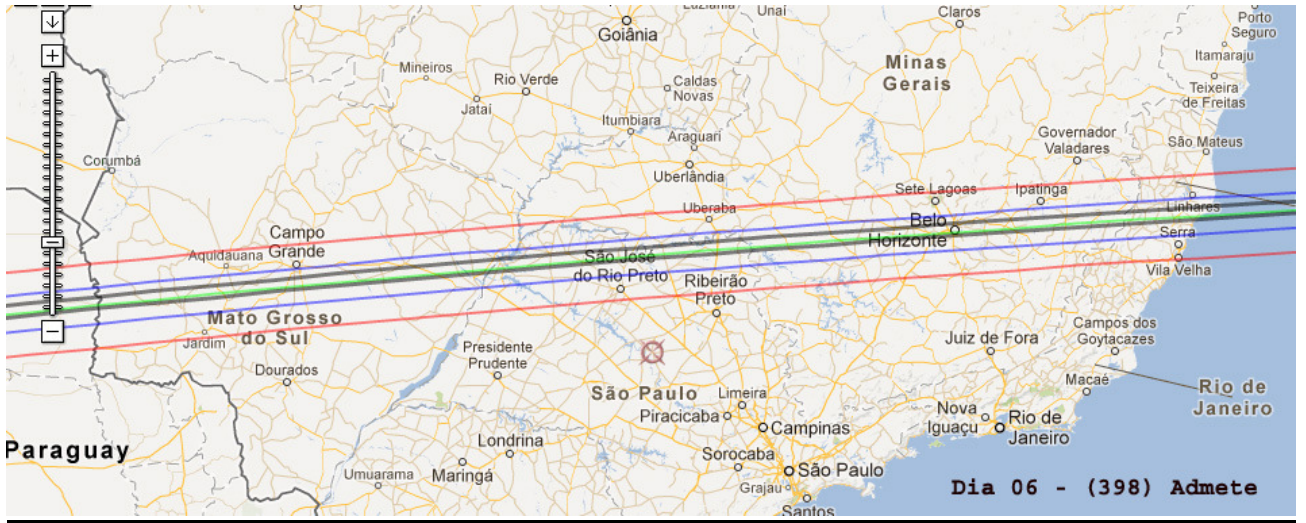 Luziânia
Unaí
Claros
Porto
Seguro
Goiânia
Itamaraju
Minas
Gerais
Mineiros
Rio Verde
Caldas
Novas
Teixeira
de Freitas
Jataí
Itumbiara
Araguari
Governador
Valadares
São Mateus
Corumbá
Uberlândia
Sete Lagoas
Ipatinga
Linhares
Uberaba
Belo
Horizonte
Campo
Grande
Serra
Aquidauana
São José
do Rio Preto
Vila Velha
Ribeirão
Preto
Mato Grosso
do Sul
Jardim
Campos dos
Goytacazes
Juiz de Fora
Presidente
Prudente
Dourados
Macaé
São Paulo
Limeira
Rio de
Janeiro
Piracicaba
Nova
Iguaçu
Rio de
Janeiro
Campinas
Paraguay
Londrina
Maringá
Sorocaba
São Paulo
Umuarama
Grajau
Santos
Dia 06 - (398) Admete